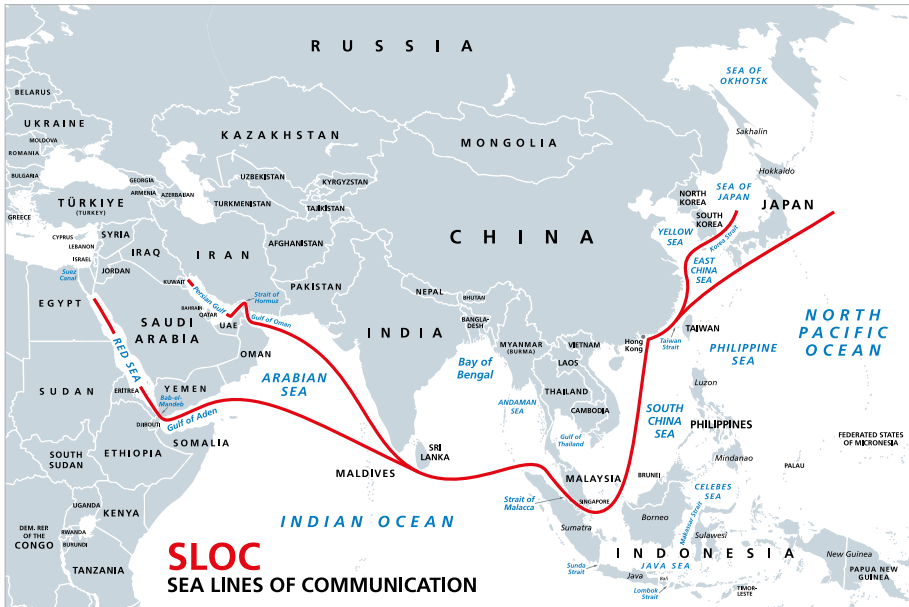 RUSSIA
SEA OF
OKHOTSK
BELARUS
UKRAINE
MOLDOVA
ROMANIA
BULGARIA
KAZAKHSTAN
MONGOLIA
Sakhalin
Hokkaido
GEORGIA
ARMENIA
AZERBAIJAN
UZBEKISTAN
KYRGYZSTAN
TURKMENISTAN
TAJIKISTAN
NORTH
KOREA
SEA OF
JAPAN
JAPAN
TÜRKIYE
(TURKEY)
GREECE
CYPRUS
LEBANON
ISRAEL
SYRIA
IRAQ
IRAN
AFGHANISTAN
CHINA
SOUTH
KOREA
Korea Strait
YELLOW
SEA
EAST
CHINA
SEA
Suez
Canal
JORDAN
KUWAIT
Persian Gulf
Strait of
Hormuz
PAKISTAN
NEPAL
BHUTAN
EGYPT
SAUDI
ARABIA
BAHRAIN
QATAR
UAE
Gulf of Oman
OMAN
INDIA
BANGLA-
DESH
MYANMAR
(BURMA)
VIETNAM
LAOS
Hong
Kong
Taiwan
Strait
TAIWAN
NORTH
PACIFIC
OCEAN
PHILIPPINE
SEA
RED SEA
SUDAN
ERITREA
YEMEN
Bab-el-
Mandeb
Gulf of Aden
DJIBOUTI
ARABIAN
SEA
Bay of
Bengal
ANDAMAN
SEA
THAILAND
CAMBODIA
Gulf of
Thailand
SOUTH
CHINA
SEA
Luzon
PHILIPPINES
Mindanao
FEDERATED STATES
OF MICRONESIA
PALAU
SOUTH
SUDAN
ETHIOPIA
SOMALIA
MALDIVES
SRI
LANKA
MALAYSIA
BRUNEI
CELEBES
SEA
Strait of
Malacca
SINGAPORE
UGANDA
KENYA
DEM. REP.
OF THE
CONGO
RWANDA
BURUNDI
TANZANIA
INDIAN OCEAN
Sumatra
Borneo
Makassar Strait
Sulawesi
INDONESIA
Sunda
Strait
JAVA SEA
Java
Bali
Lombok
Strait
TIMOR-
LESTE
New Guinea
PAPUA NEW
GUINEA
SLOC
SEA LINES OF COMMUNICATION